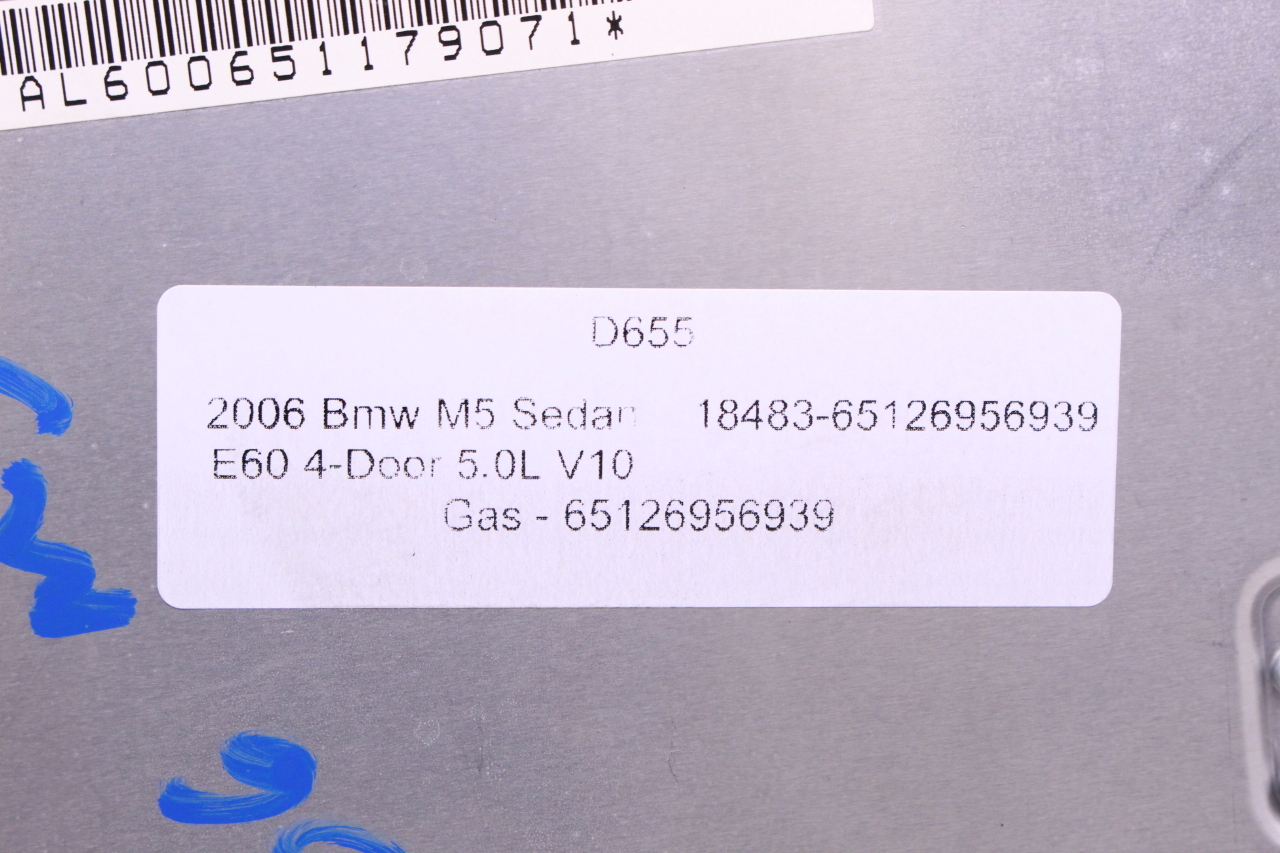 AL600651179071*
D655
2006 Bmw M5 Sedan 18483-65126956939
E60 4-Door 5.0L V10
Gas - 65126956939